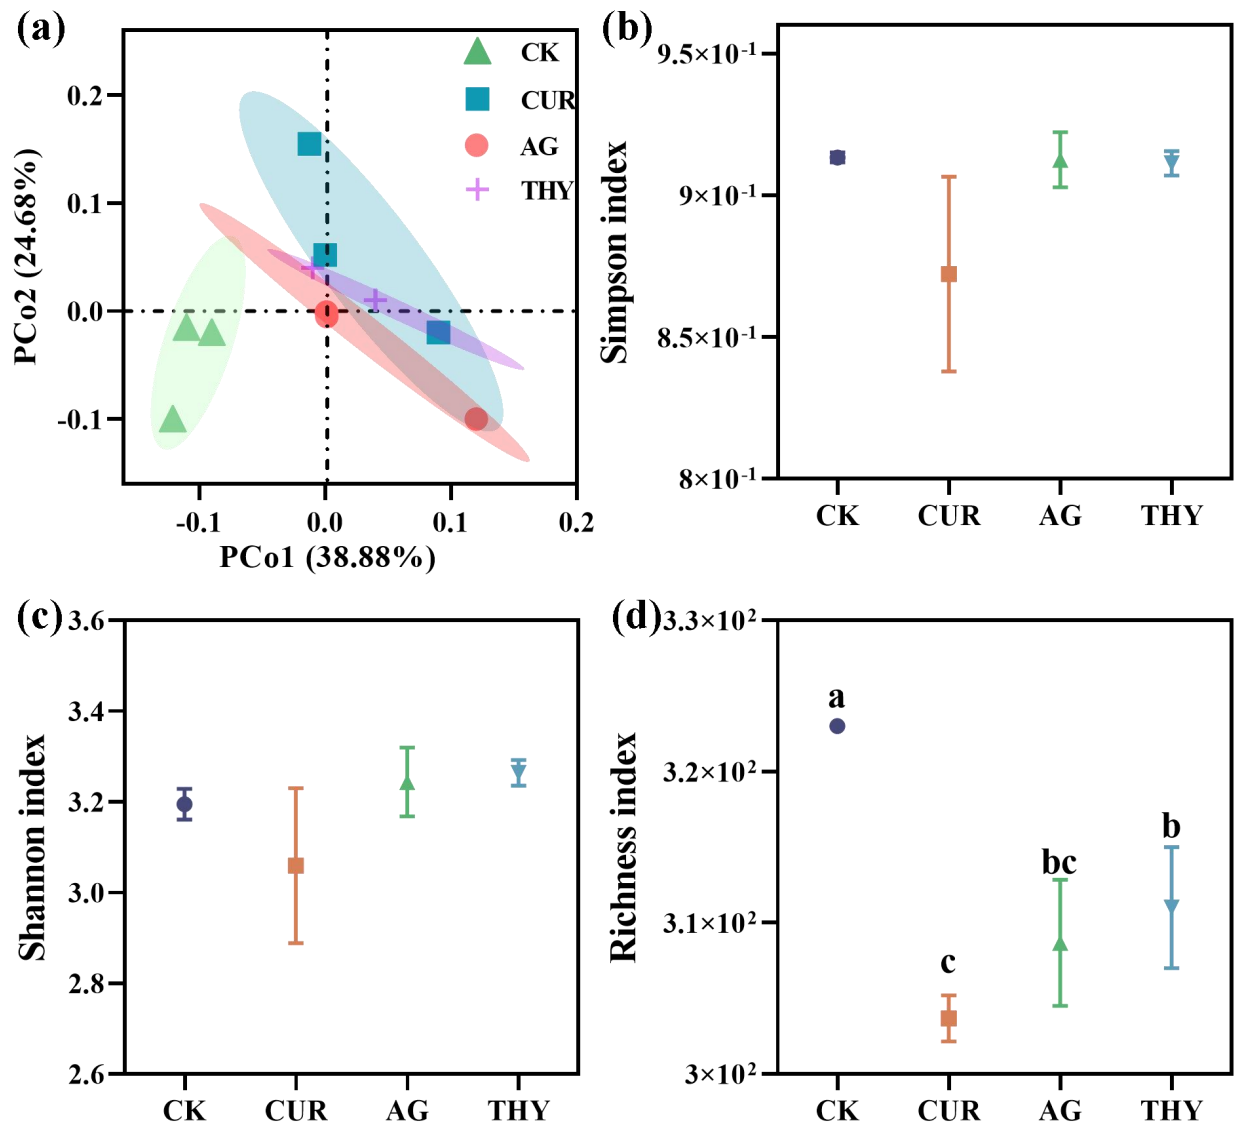 (a)
CK
CUR
AG
THY
0.2
0.1
0.0
-0.1
PCo2 (24.68%)
-0.1
0.0
0.1
0.2
PCo1 (38.88%)
(b)
9.5×10⁻¹
9×10⁻¹
8.5×10⁻¹
8×10⁻¹
Simpson index
CK
CUR
AG
THY
(c)
3.6
3.4
3.2
3.0
2.8
2.6
Shannon index
CK
CUR
AG
THY
(d)
3.3×10²
3.2×10²
3.1×10²
3×10²
Richness index
a
c
bc
b
CK
CUR
AG
THY